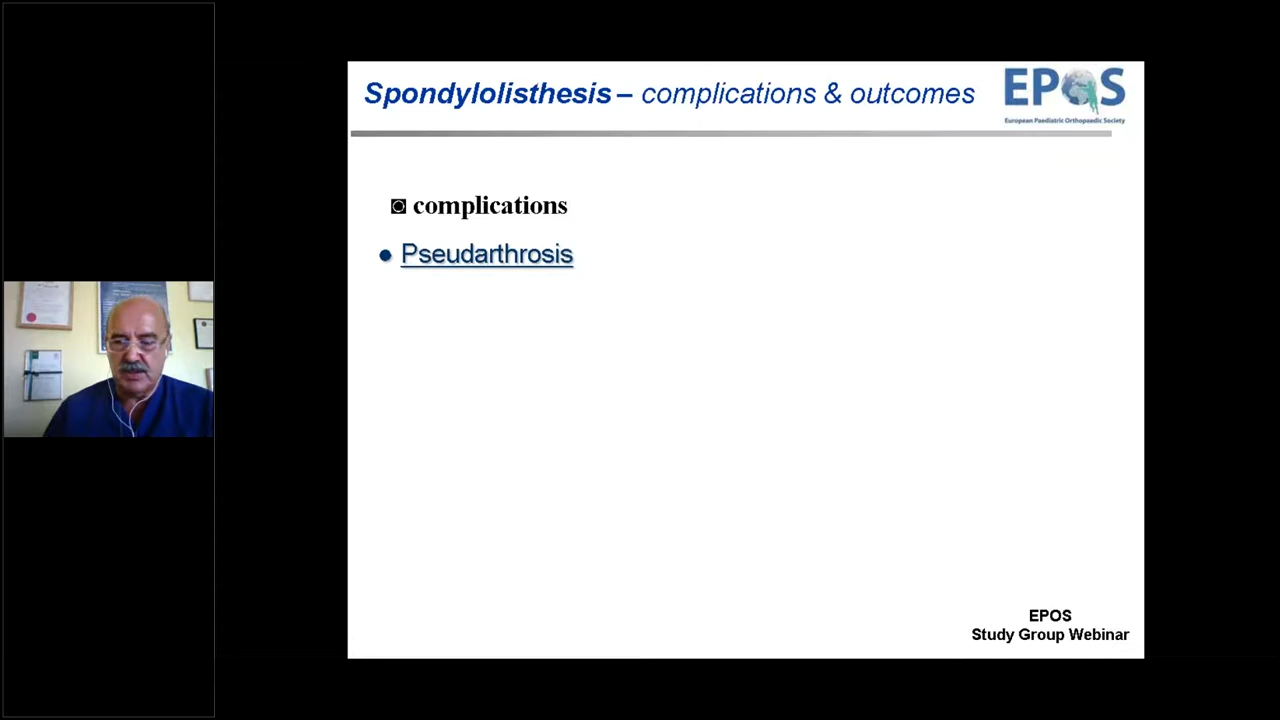 Spondylolisthesis – complications & outcomes
EPOS
European Paediatric Orthopaedic Society
◙ complications
● Pseudarthrosis
EPOS
Study Group Webinar